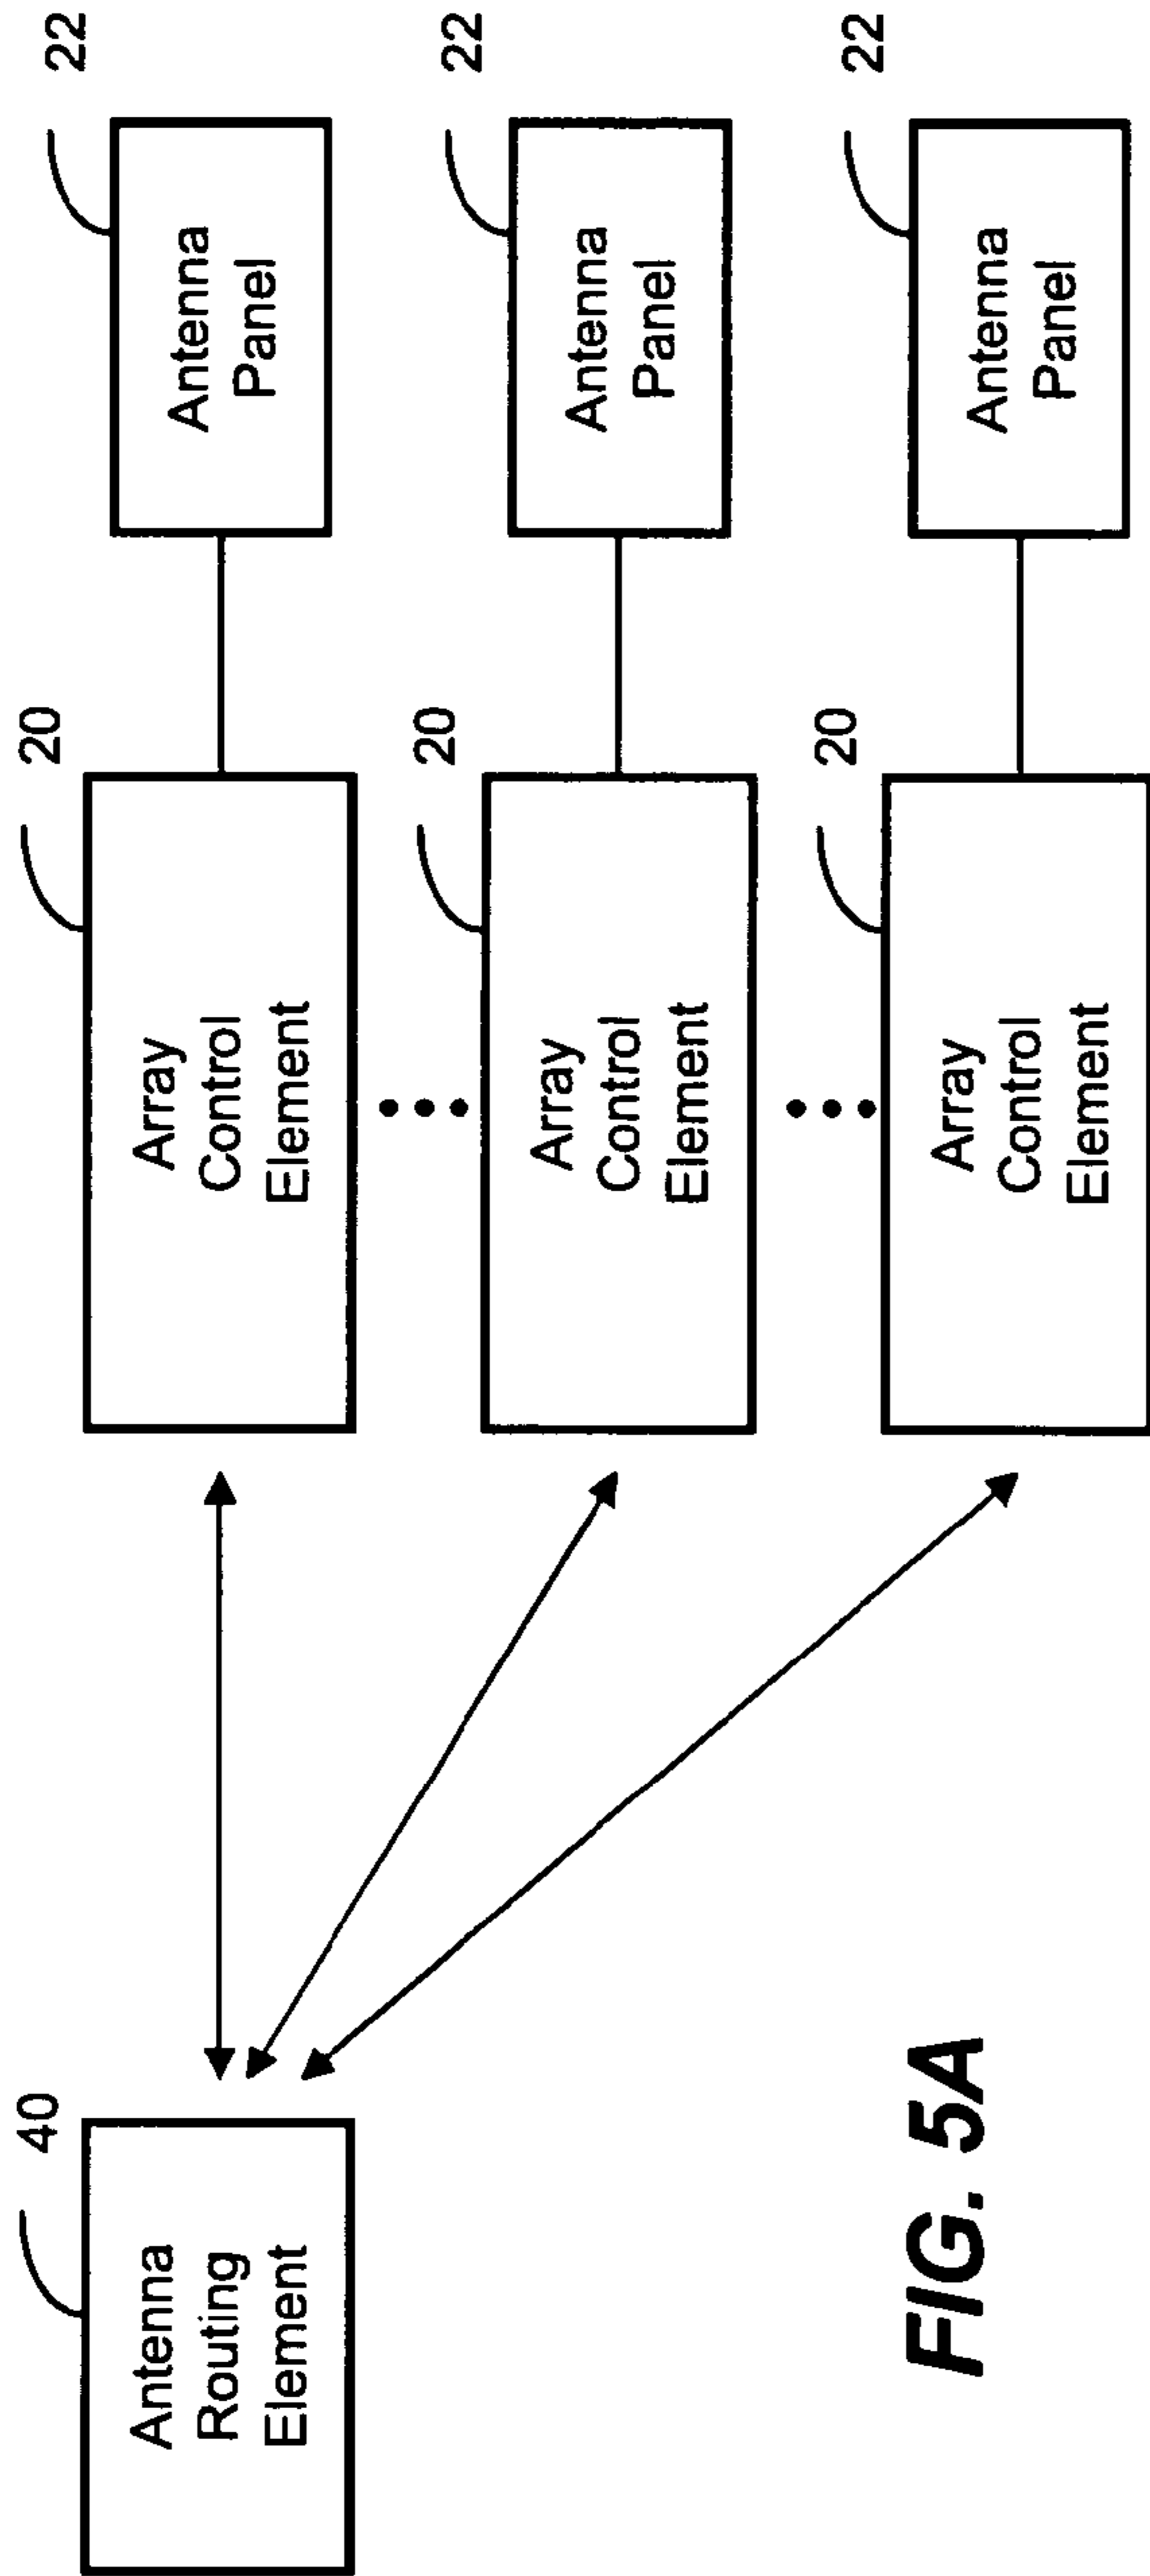 40
Antenna
Routing
Element
20
Array
Control
Element
22
Antenna
Panel
20
Array
Control
Element
22
Antenna
Panel
20
Array
Control
Element
22
Antenna
Panel
FIG. 5A